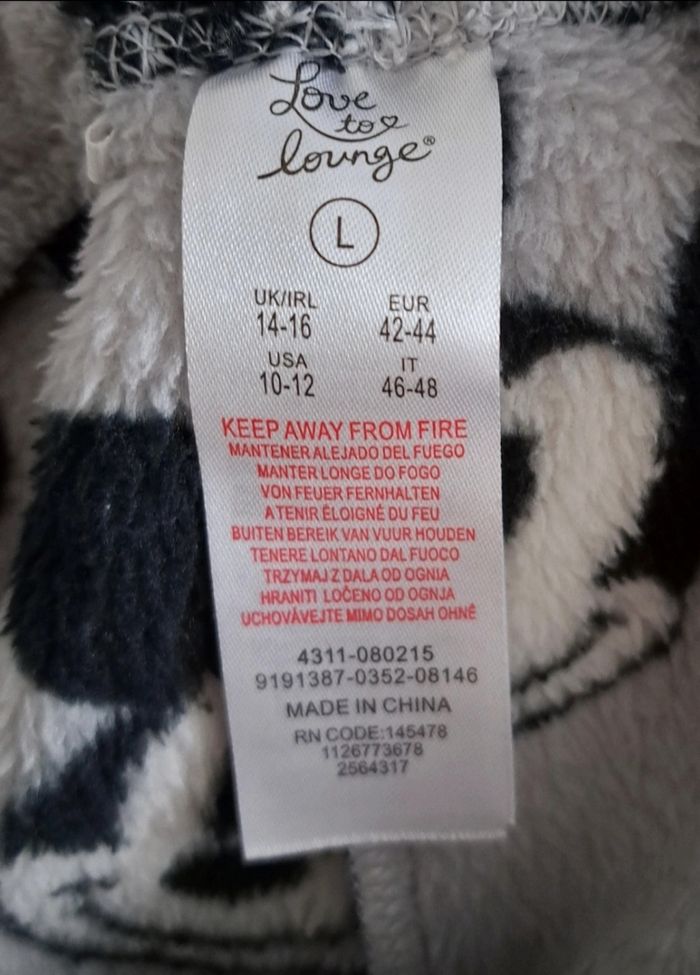 Love
to
lounge®
L
UK/IRL EUR
14-16 42-44
USA IT
10-12 46-48
KEEP AWAY FROM FIRE
MANTENER ALEJADO DEL FUEGO
MANTER LONGE DO FOGO
VON FEUER FERNHALTEN
A TENIR ÉLOIGNÉ DU FEU
BUITEN BEREIK VAN VUUR HOUDEN
TENERE LONTANO DAL FUOCO
TRZYMAJ Z DALA OD OGNIA
HRANITI LOČENO OD OGNJA
UCHOVÁVEJTE MIMO DOSAH OHNĚ
4311-080215
9191387-0352-08146
MADE IN CHINA
RN CODE:145478
1126773678
2564317